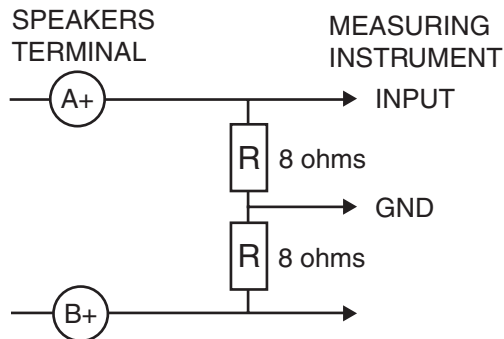 SPEAKERS
TERMINAL
MEASURING
INSTRUMENT
A+
INPUT
R 8 ohms
GND
R 8 ohms
B+